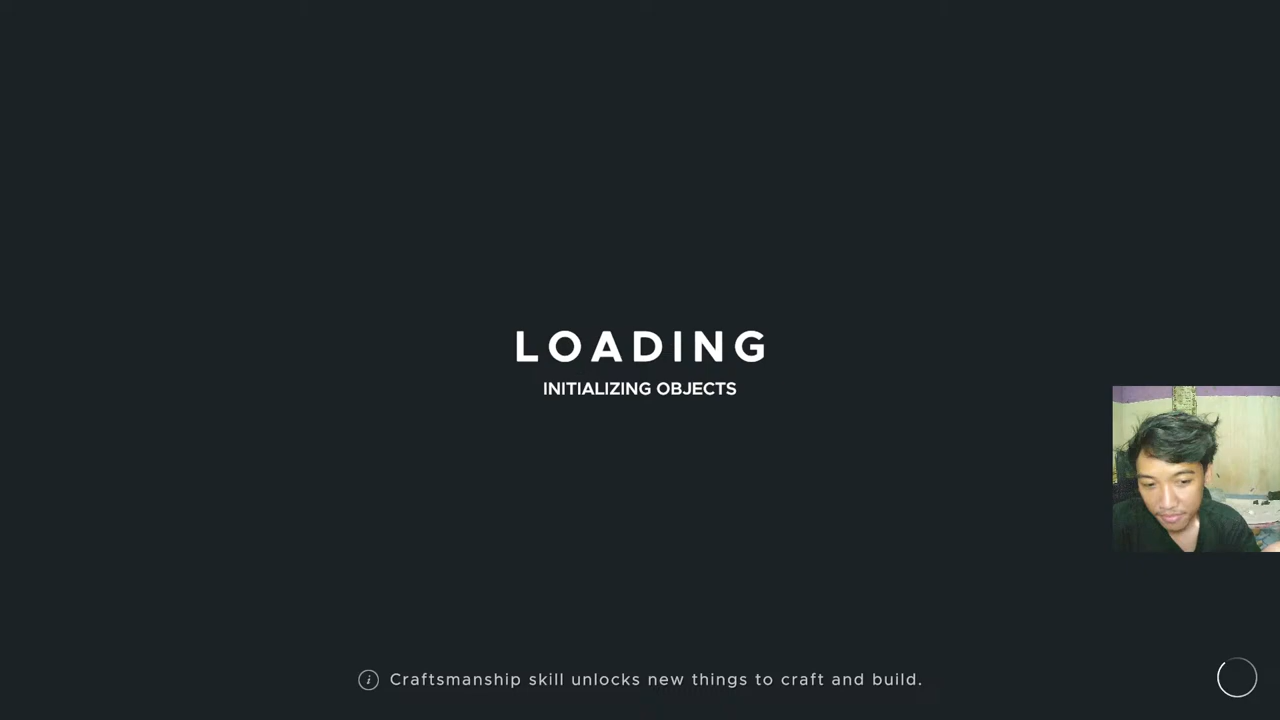 LOADING
INITIALIZING OBJECTS
Craftsmanship skill unlocks new things to craft and build.